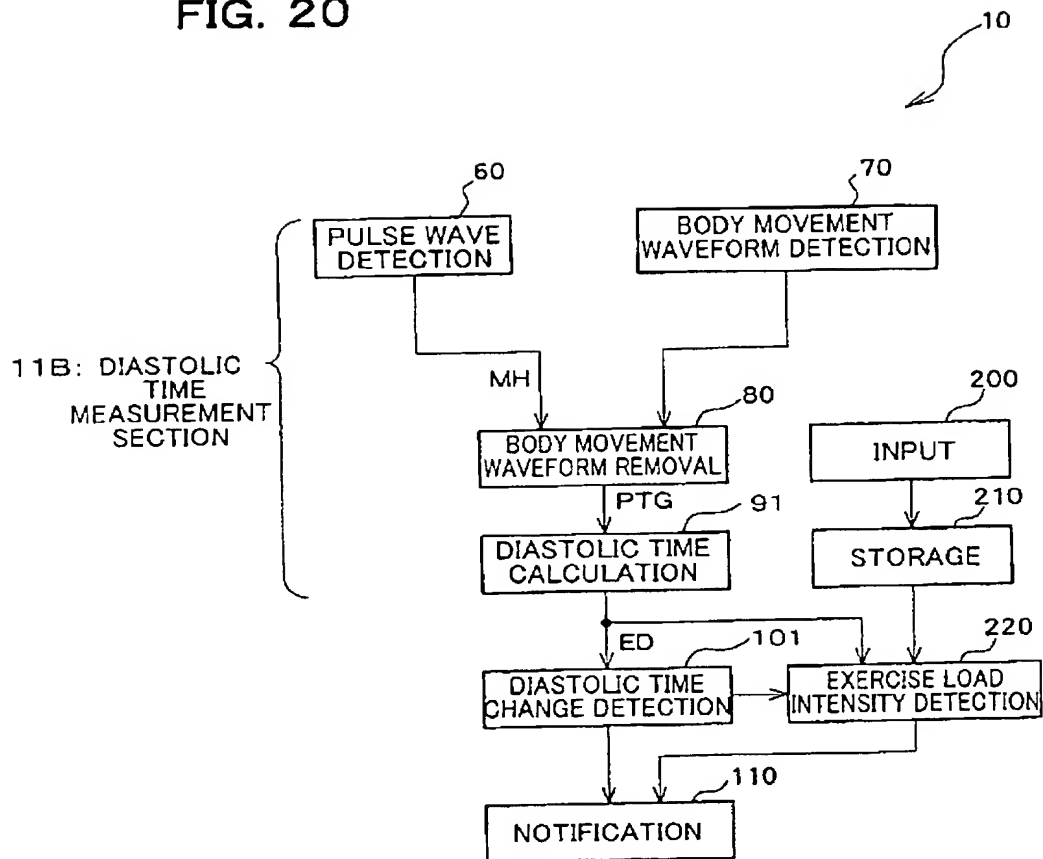 FIG. 20
10
60
70
PULSE WAVE
DETECTION
BODY MOVEMENT
WAVEFORM DETECTION
11B: DIASTOLIC
TIME
MEASUREMENT
SECTION
MH
80
200
BODY MOVEMENT
WAVEFORM REMOVAL
INPUT
PTG
91
210
DIASTOLIC TIME
CALCULATION
STORAGE
ED
101
220
DIASTOLIC TIME
CHANGE DETECTION
EXERCISE LOAD
INTENSITY DETECTION
110
NOTIFICATION